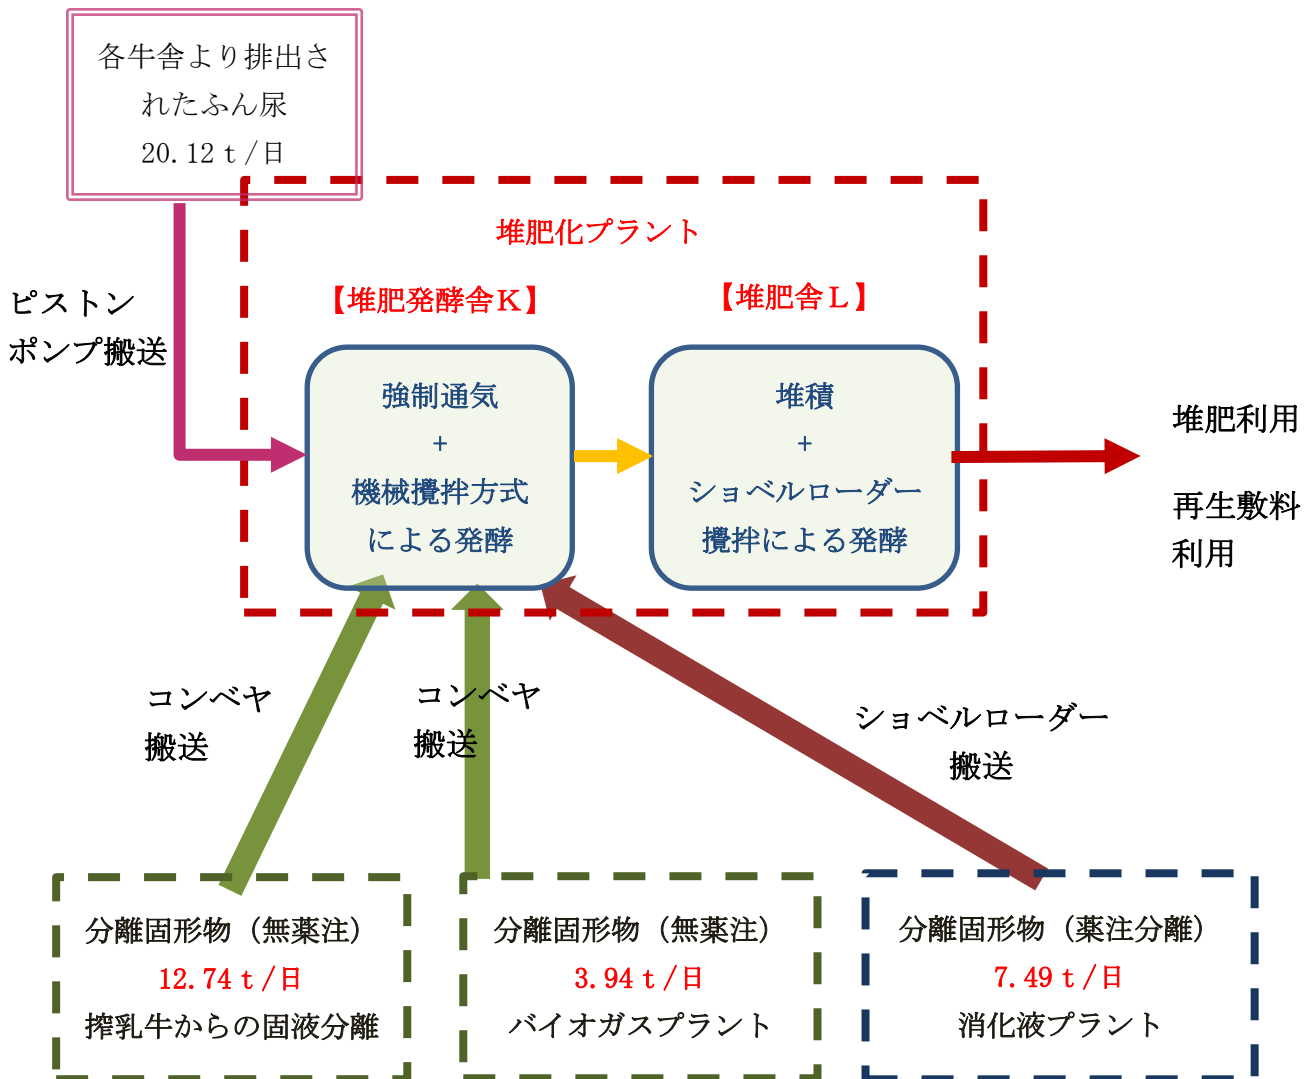 各牛舎より排出さ
れたふん尿
20.12ｔ/日
堆肥化プラント
ピストン
ポンプ搬送
【堆肥発酵舎Ｋ】
【堆肥舎Ｌ】
強制通気
+
機械攪拌方式
による発酵
堆積
+
ショベルローダー
攪拌による発酵
堆肥利用
再生敷料
利用
コンベヤ
搬送
コンベヤ
搬送
ショベルローダー
搬送
分離固形物（無薬注）
12.74ｔ/日
搾乳牛からの固液分離
分離固形物（無薬注）
3.94ｔ/日
バイオガスプラント
分離固形物（薬注分離）
7.49ｔ/日
消化液プラント